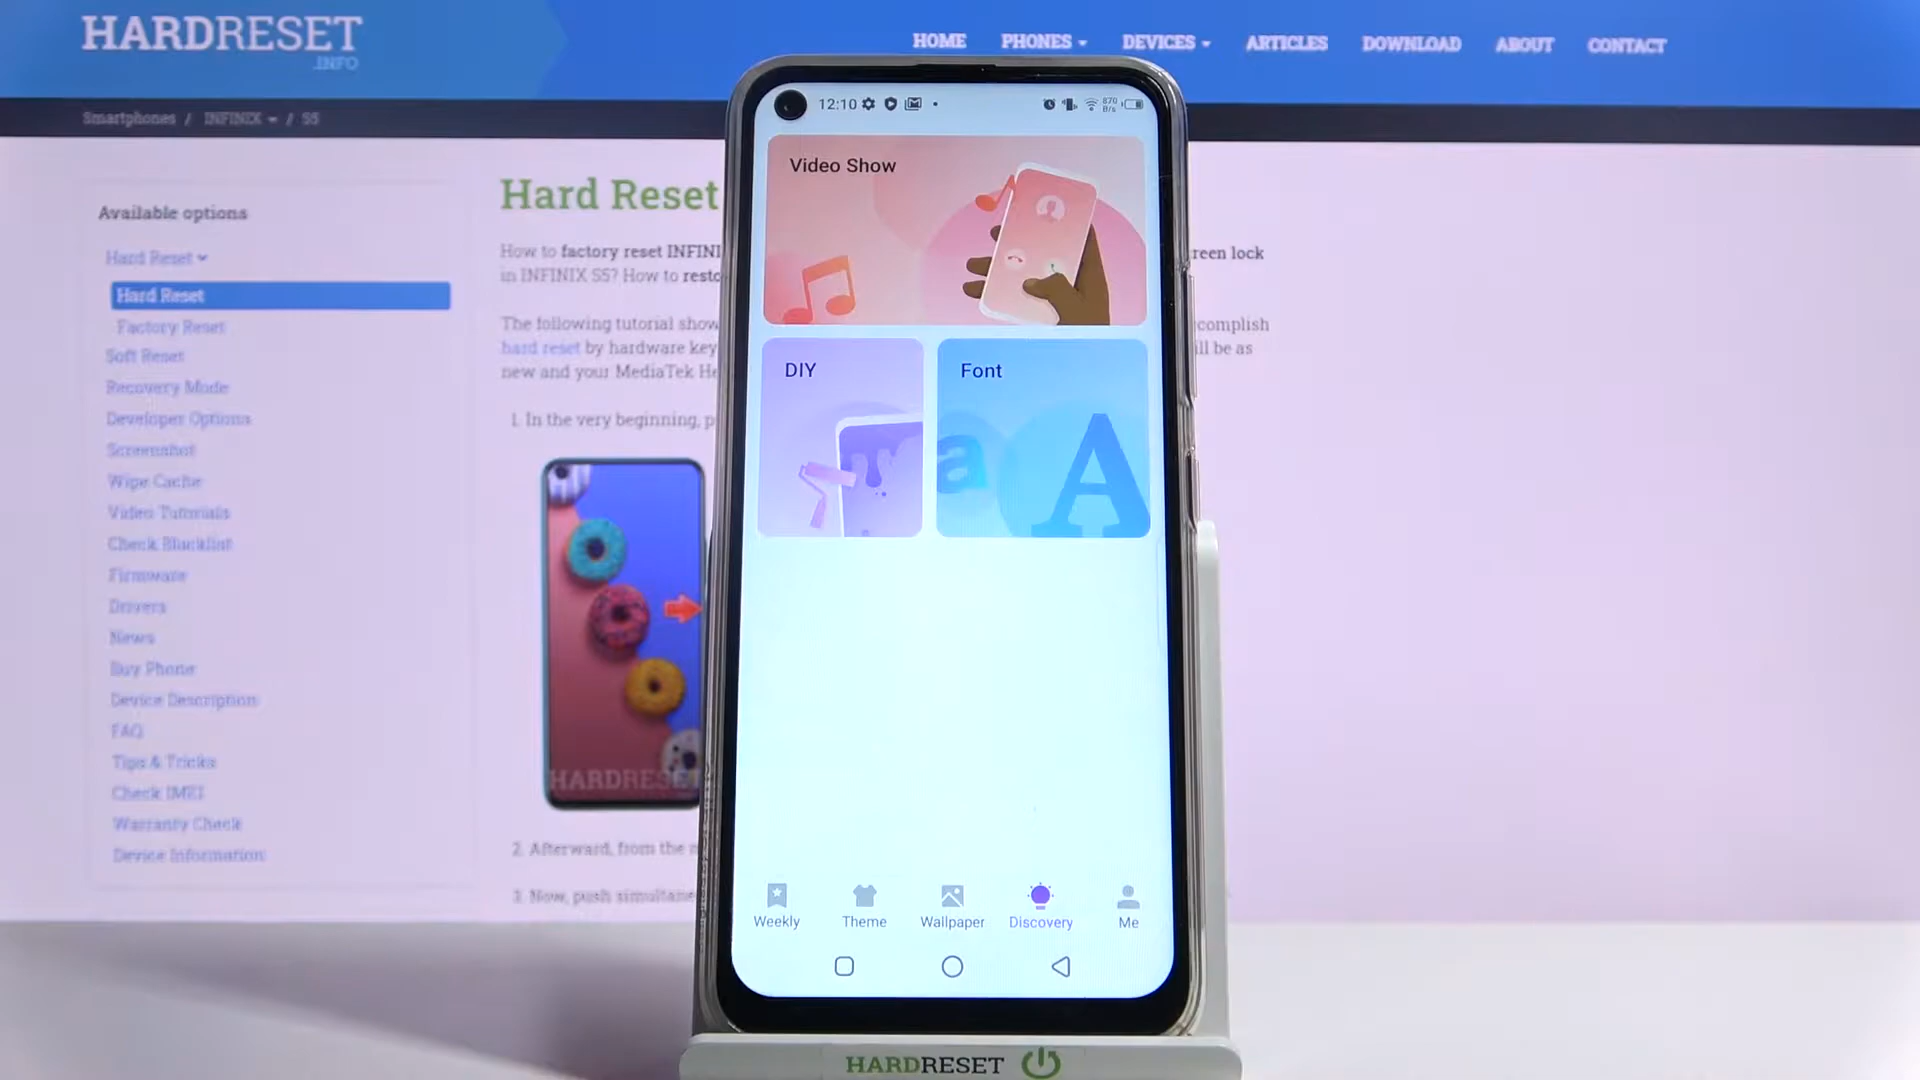 HARDRESET
.INFO
HOME PHONES DEVICES ARTICLES DOWNLOAD ABOUT CONTACT
Smartphones / INFINIX / S5
Available options
Hard Reset
Hard Reset
Factory Reset
Soft Reset
Recovery Mode
Developer Options
Screenshot
Wipe Cache
Video Tutorials
Check Blacklist
Firmware
Drivers
News
Buy Phone
Device Description
FAQ
Tips & Tricks
Check IMEI
Warranty Check
Device Information
Hard Reset
How to factory reset INFINI
reen lock
in INFINIX S5? How to resto
The following tutorial show
ccomplish
hard reset by hardware key
ill be as
new and your MediaTek He
1. In the very beginning, p
HARDRESE
2. Afterward, from the
3. Now, push simultane
12:10
870
B/s
Video Show
DIY
Font
a
A
Weekly
Theme
Wallpaper
Discovery
Me
HARDRESET